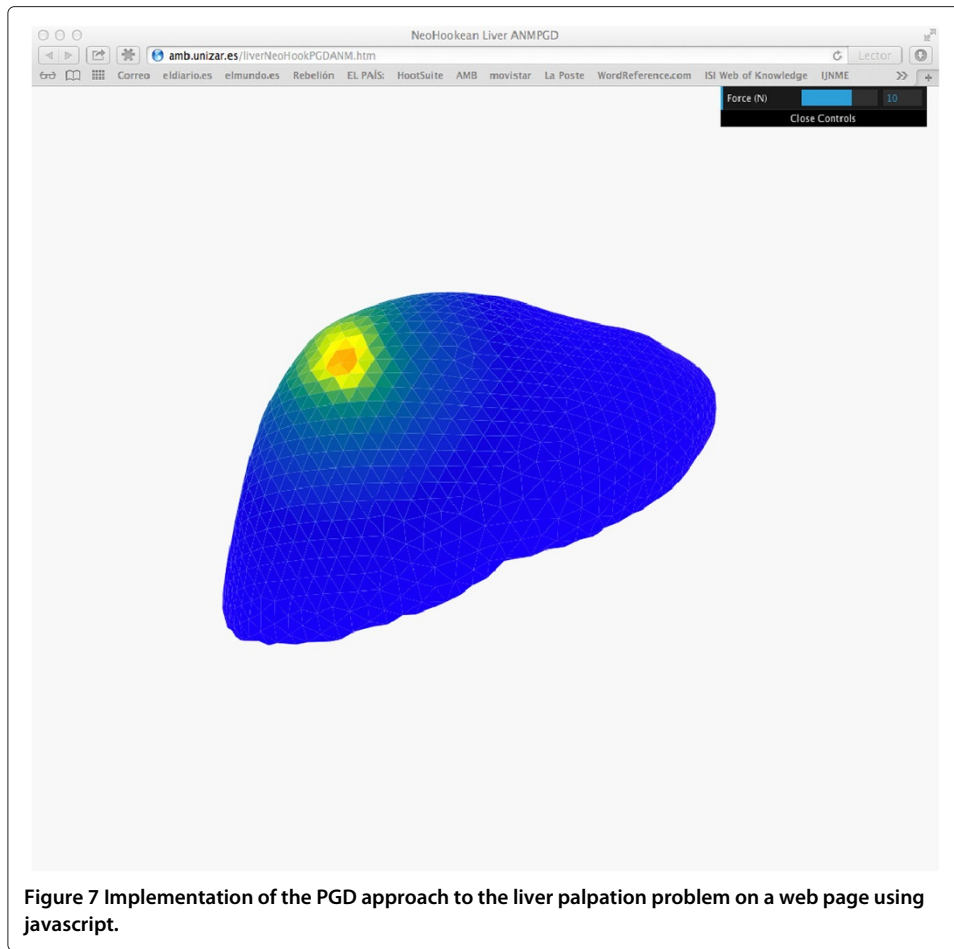 NeoHookean Liver ANMPGD
amb.unizar.es/liverNeoHookPGDANM.htm
Lector
Correo eldiario.es elmundo.es Rebelión EL PAÍS: HootSuite AMB movistar La Poste WordReference.com ISI Web of Knowledge IJNME >> +
Force (N) 10
Close Controls
Figure 7 Implementation of the PGD approach to the liver palpation problem on a web page using
javascript.